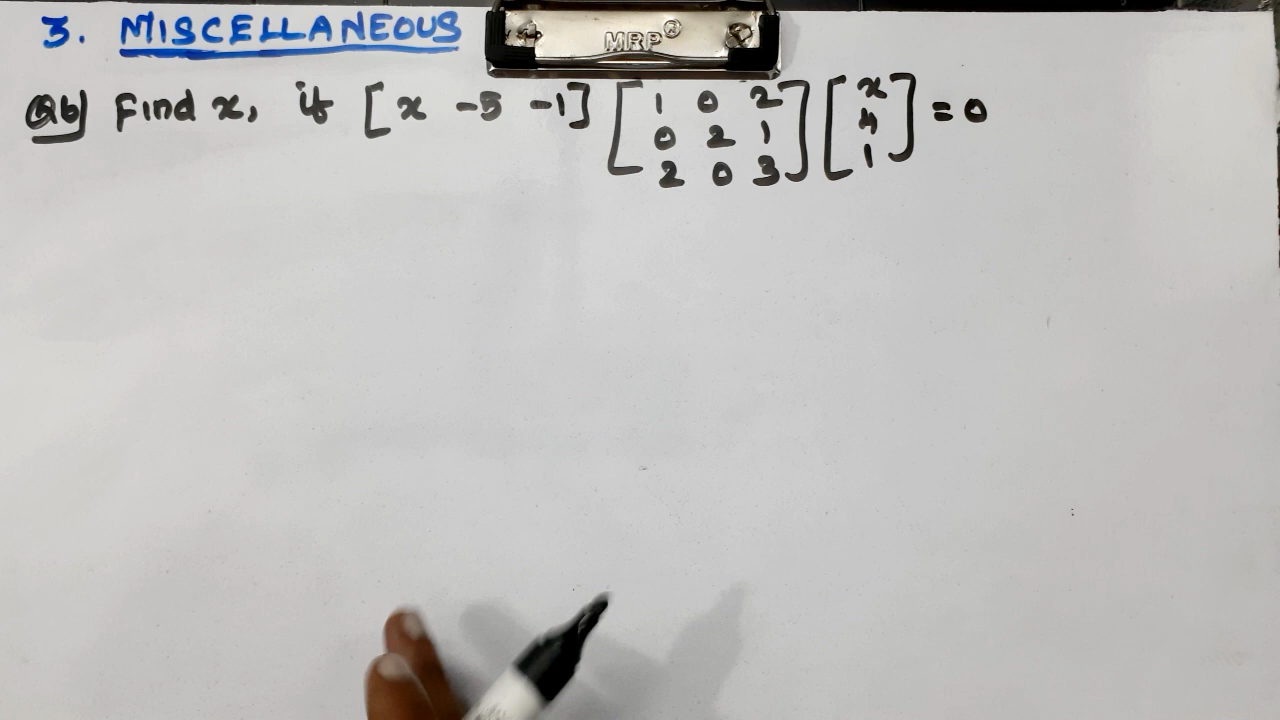 3. MISCELLANEOUS
MRP®
Q6) Find x, if [x -5 -1] [1 0 2 [x = 0
0 2 1 4
2 0 3] 1]